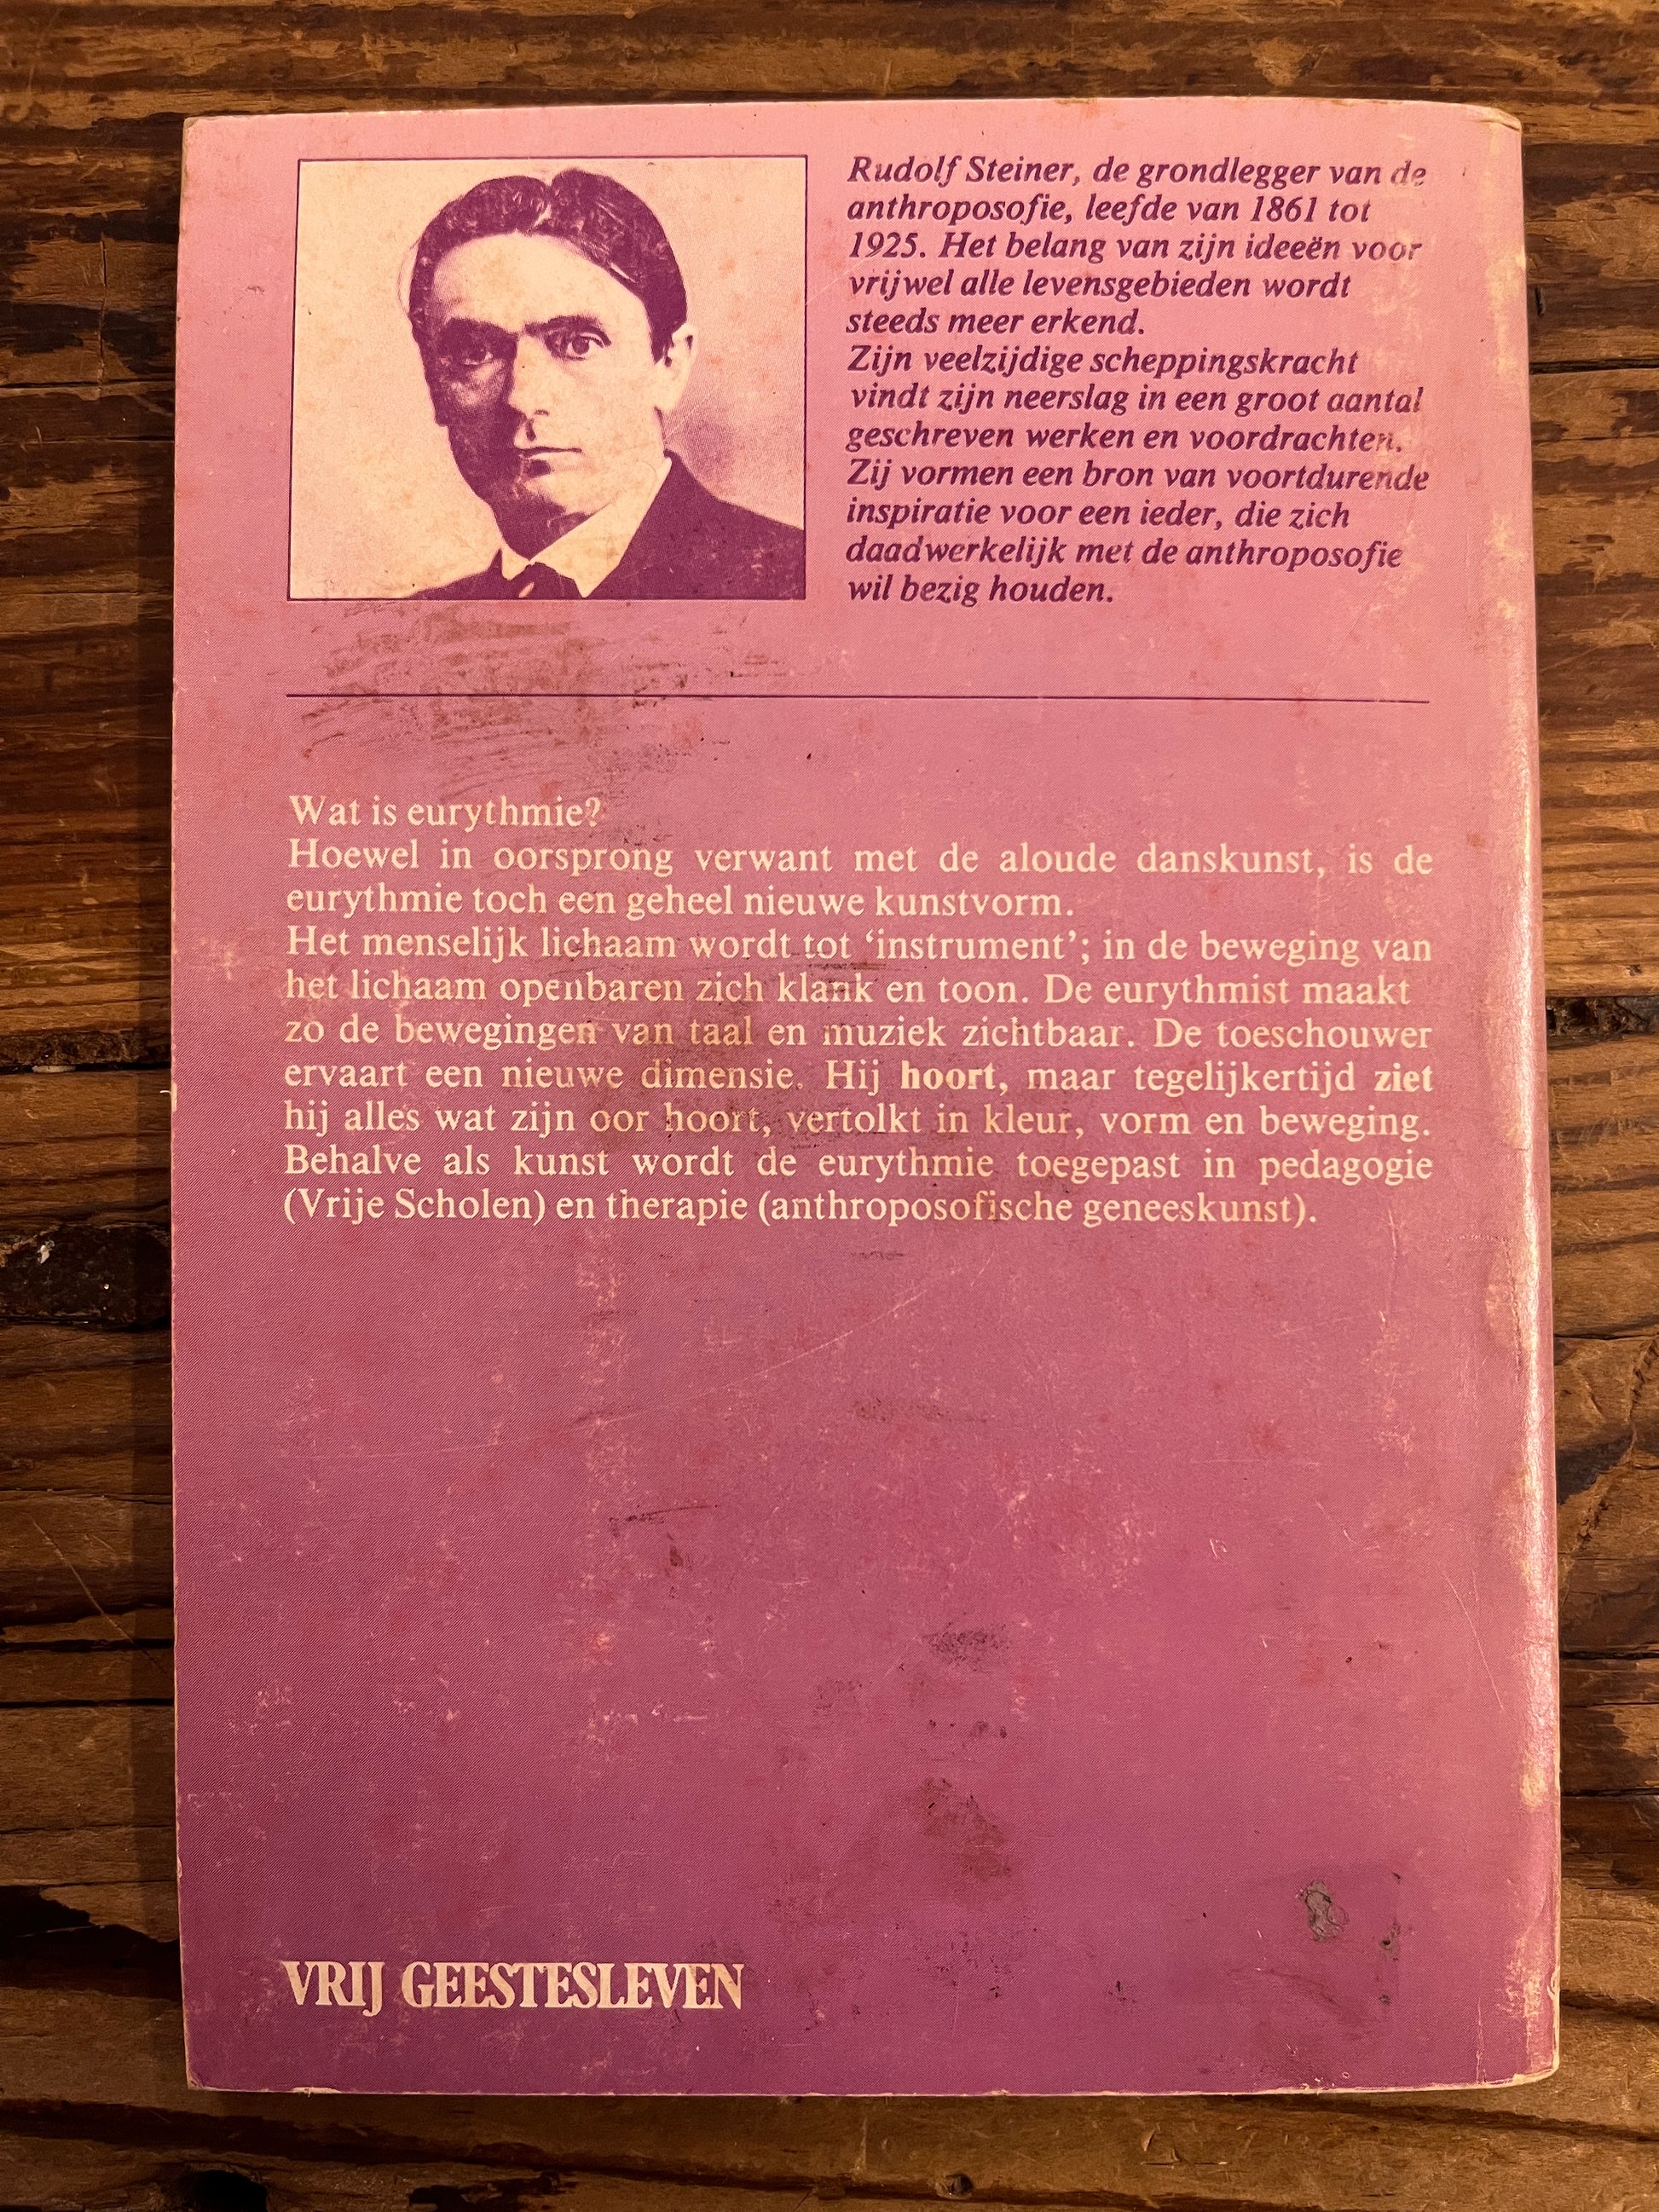 Rudolf Steiner, de grondlegger van de
anthroposofie, leefde van 1861 tot
1925. Het belang van zijn ideeën voor
vrijwel alle levensgebieden wordt
steeds meer erkend.
Zijn veelzijdige scheppingskracht
vindt zijn neerslag in een groot aantal
geschreven werken en voordrachten.
Zij vormen een bron van voortdurende
inspiratie voor een ieder, die zich
daadwerkelijk met de anthroposofie
wil bezig houden.
Wat is eurythmie?
Hoewel in oorsprong verwant met de aloude danskunst, is de
eurythmie toch een geheel nieuwe kunstvorm.
Het menselijk lichaam wordt tot ‘instrument’; in de beweging van
het lichaam openbaren zich klank en toon. De eurythmist maakt
zo de bewegingen van taal en muziek zichtbaar. De toeschouwer
ervaart een nieuwe dimensie. Hij hoort, maar tegelijkertijd ziet
hij alles wat zijn oor hoort, vertolkt in kleur, vorm en beweging.
Behalve als kunst wordt de eurythmie toegepast in pedagogie
(Vrije Scholen) en therapie (anthroposofische geneeskunst).
VRIJ GEESTESLEVEN